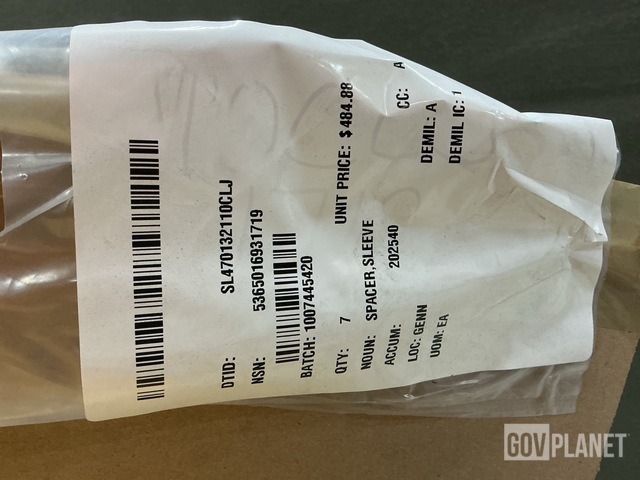 DTID: SL470132110CLJ
NSN: 5365016931719
BATCH: 1007445420
QTY: 7 UNIT PRICE: $ 484.88
NOUN: SPACER,SLEEVE
ACCUM: 202540 CC: A
LOC: GENN DEMIL: A
UOM: EA DEMIL IC: 1
GOVPLANET